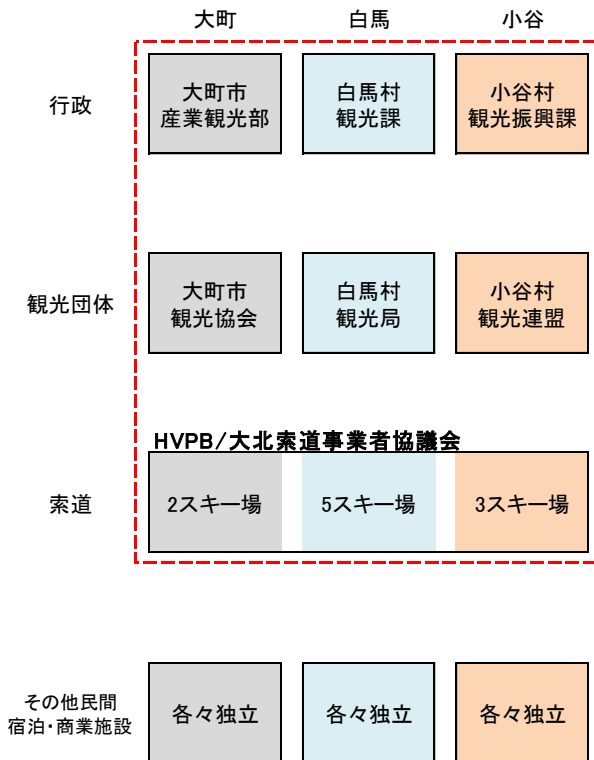 大町 白馬 小谷
行政
大町市
産業観光部
白馬村
観光課
小谷村
観光振興課
観光団体
大町市
観光協会
白馬村
観光局
小谷村
観光連盟
HVPB/大北索道事業者協議会
索道
2スキー場
5スキー場
3スキー場
その他民間
宿泊・商業施設
各々独立
各々独立
各々独立